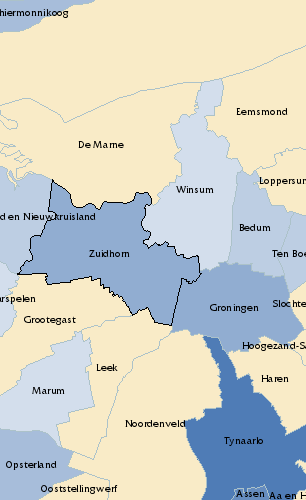 hiermonnikoog
Eemsmond
De Marne
Loppersum
Winsum
d en Nieuwkruisland
Bedum
Zuidhorn
Ten Boe
arspelen
Groningen
Slochte
Grootegast
Hoogezand-Sa
Leek
Haren
Marum
Noordenveld
Tynaarlo
Opsterland
Ooststellingwerf
Assen
Aa en H